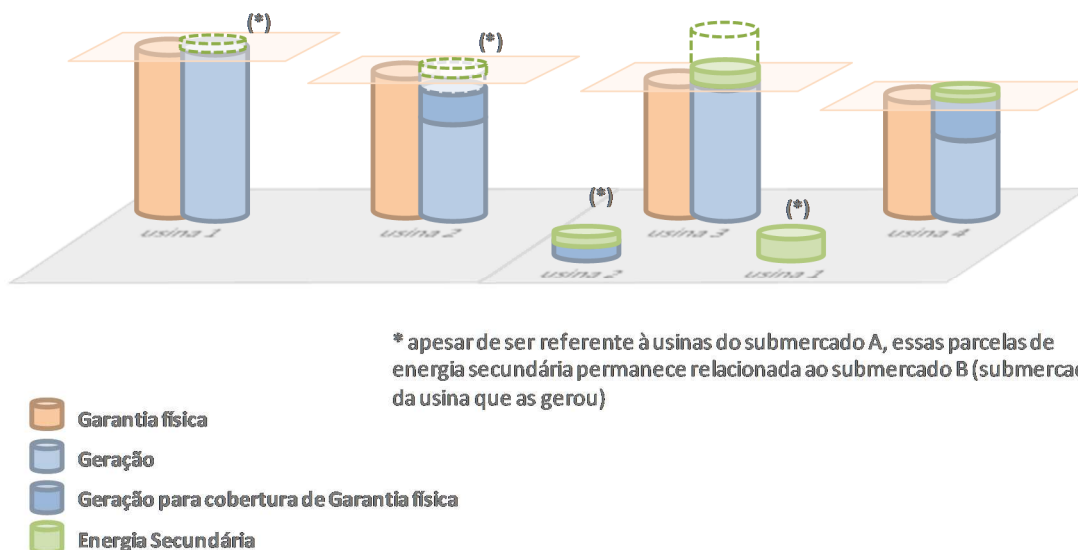 (*)
(*)
(*)
(*)
usina 1
usina 2
usina 3
usina 4
usina 2
usina 1
* apesar de ser referente à usinas do submercado A, essas parcelas de
energia secundária permanece relacionada ao submercado B (submercad
da usina que as gerou)
Garantia física
Geração
Geração para cobertura de Garantia física
Energia Secundária